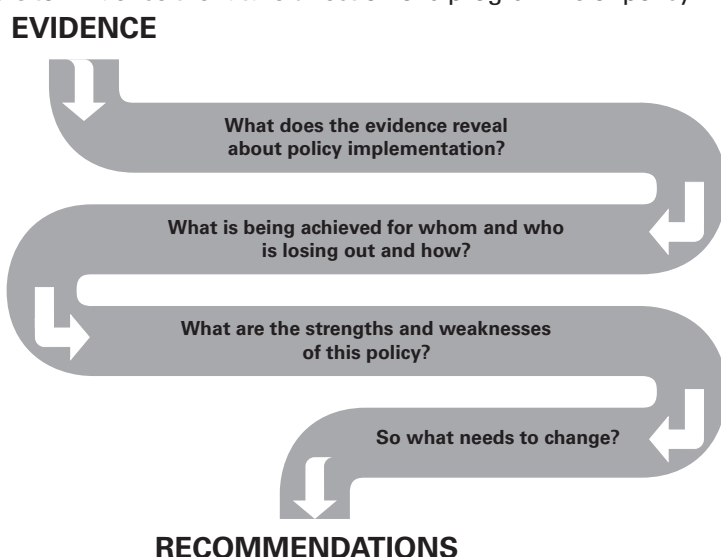 EVIDENCE
What does the evidence reveal
about policy implementation?
What is being achieved for whom and who
is losing out and how?
What are the strengths and weaknesses
of this policy?
So what needs to change?
RECOMMENDATIONS